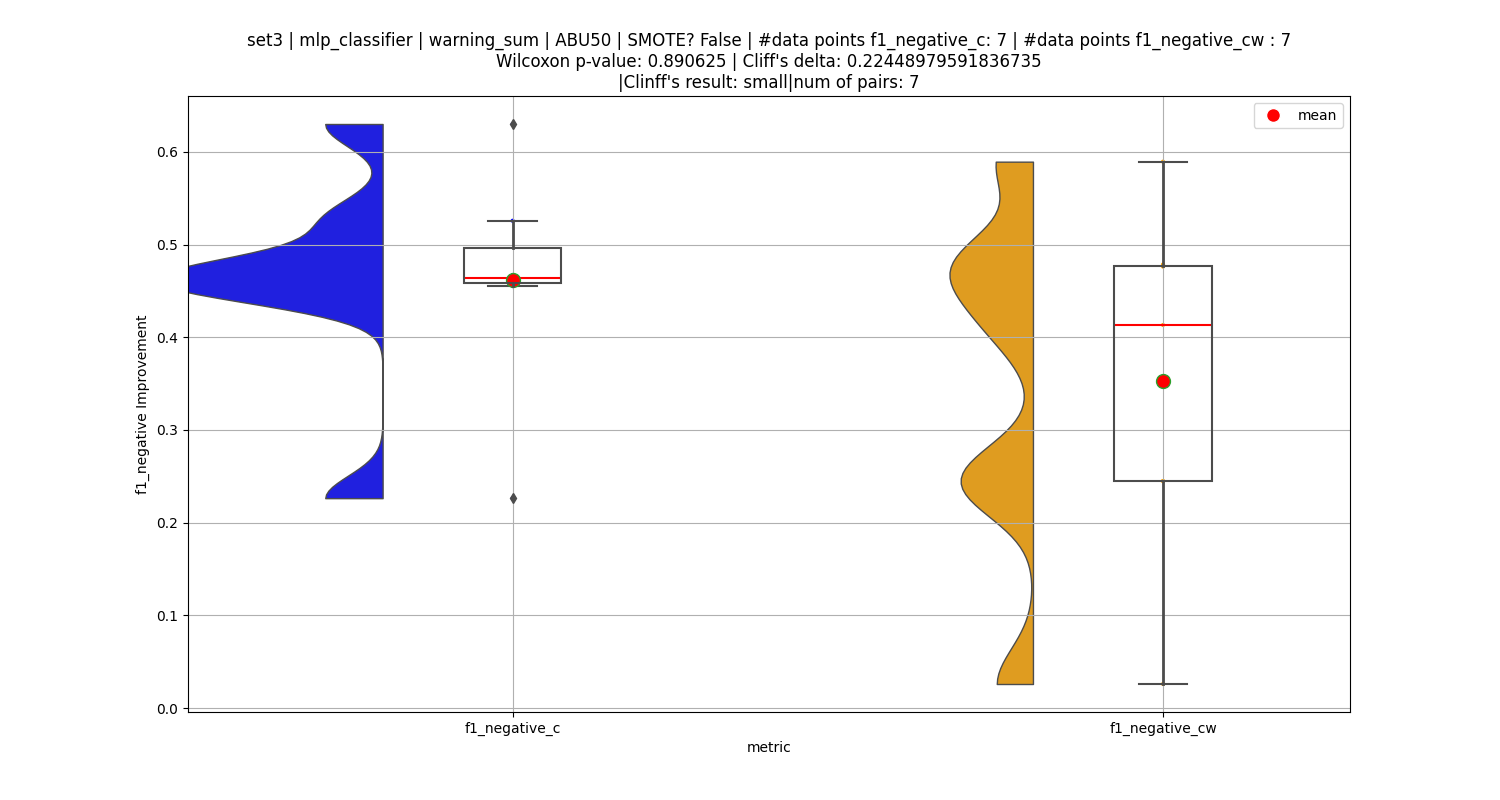 set3 | mlp_classifier | warning_sum | ABU50 | SMOTE? False | #data points f1_negative_c: 7 | #data points f1_negative_cw : 7
Wilcoxon p-value: 0.890625 | Cliff's delta: 0.22448979591836735
|Clinff's result: small|num of pairs: 7
mean
0.6
0.5
0.4
0.3
0.2
0.1
0.0
f1_negative Improvement
f1_negative_c
f1_negative_cw
metric